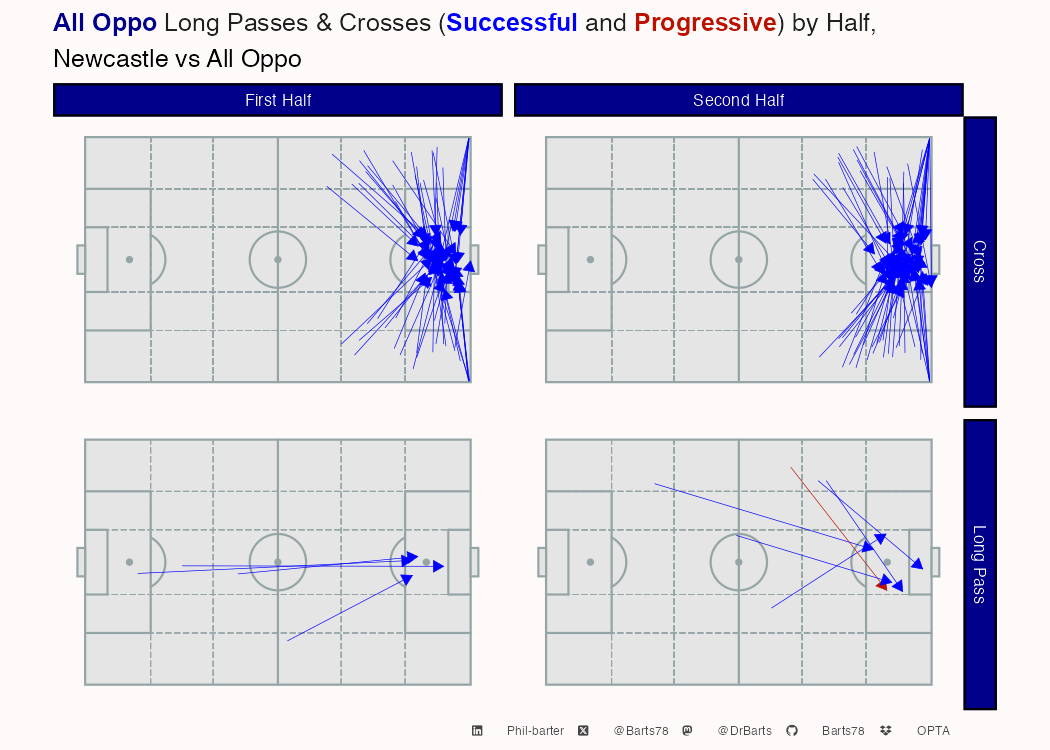 All Oppo Long Passes & Crosses (Successful and Progressive) by Half,
Newcastle vs All Oppo
First Half
Second Half
Cross
Long Pass
Phil-barter @Barts78 @DrBarts Barts78 OPTA